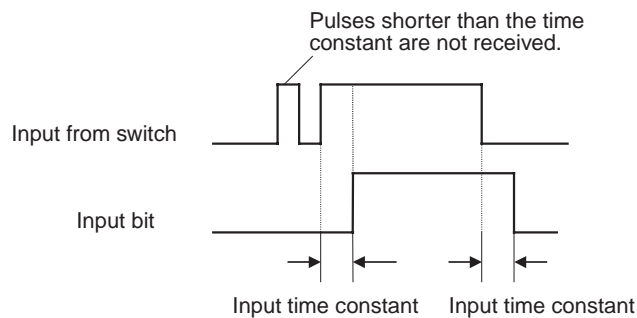 Pulses shorter than the time
constant are not received.
Input from switch
Input bit
Input time constant
Input time constant